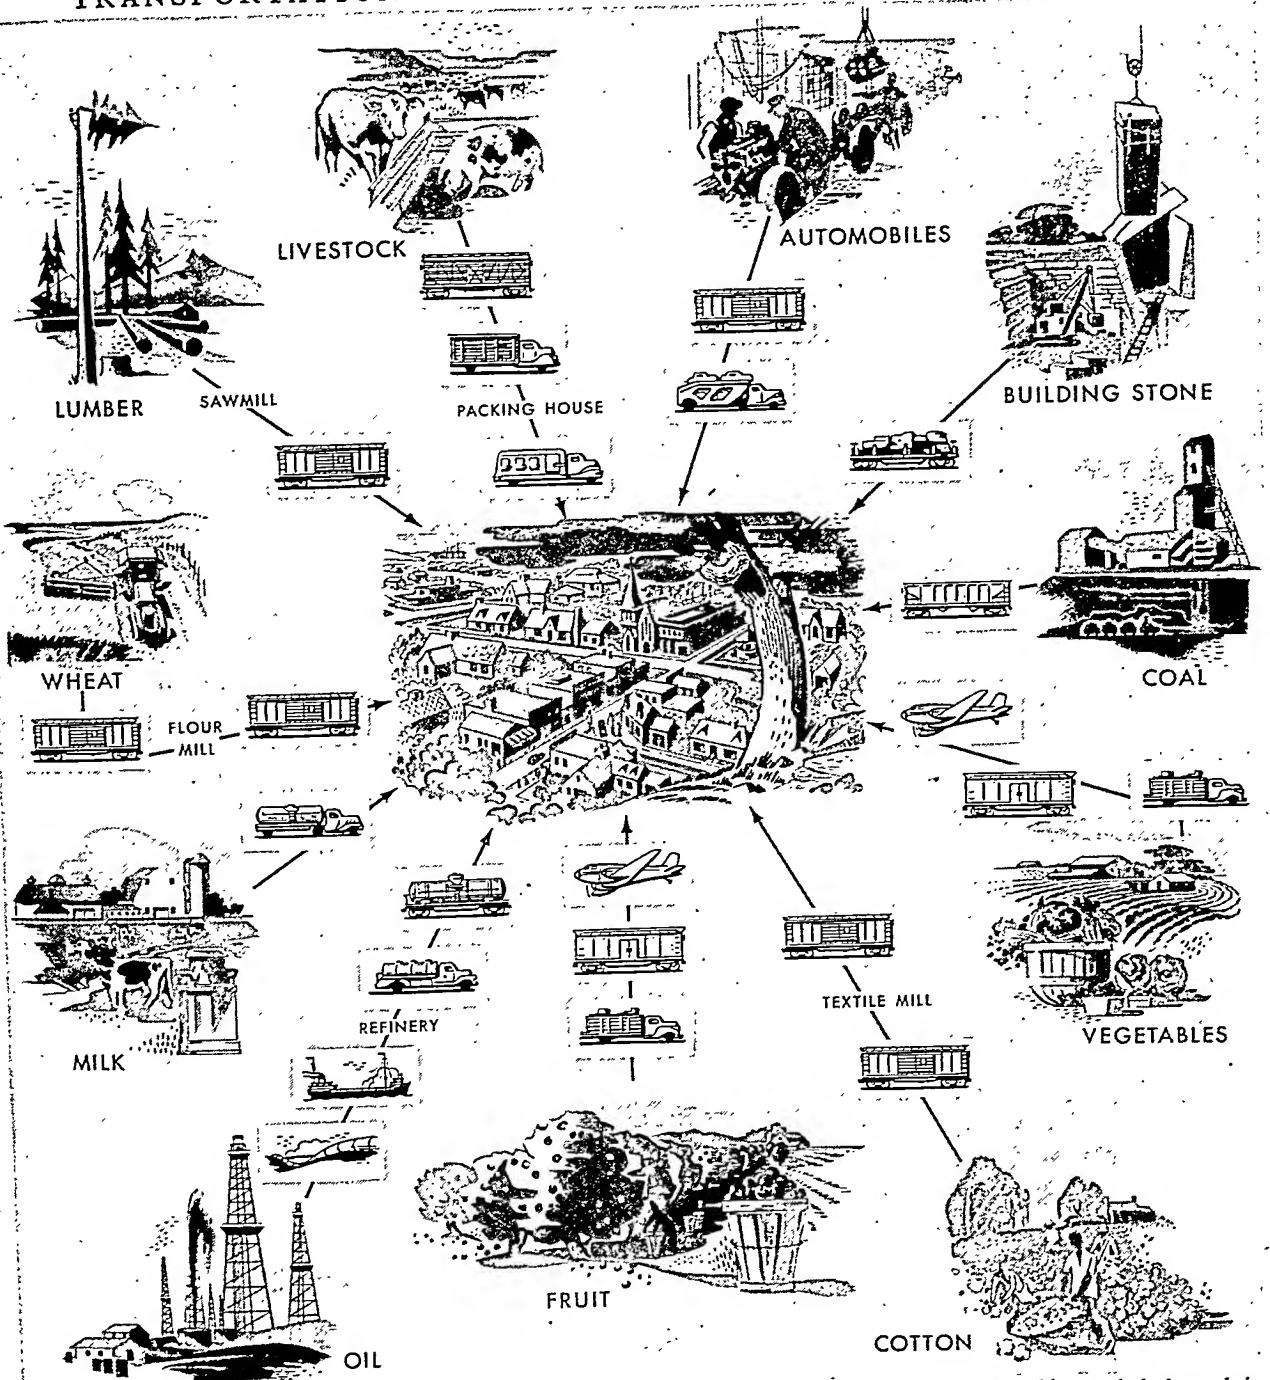 LIVESTOCK
AUTOMOBILES
BUILDING STONE
LUMBER
SAWMILL
PACKING HOUSE
COAL
WHEAT
FLOUR
MILL
MILK
REFINERY
TEXTILE MILL
VEGETABLES
OIL
FRUIT
COTTON